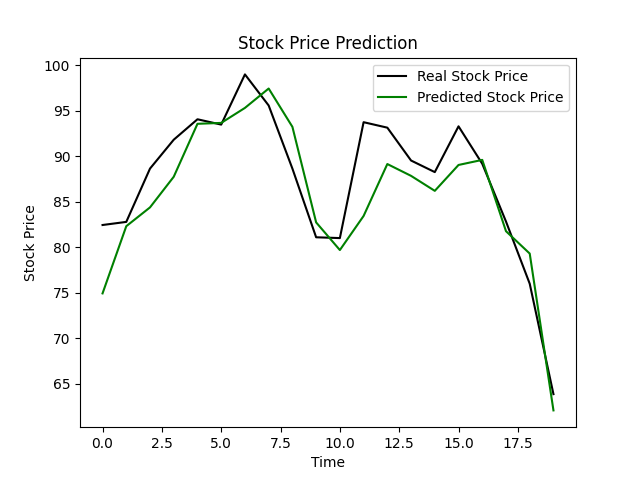 Stock Price Prediction
Real Stock Price
Predicted Stock Price
Stock Price
100
95
90
85
80
75
70
65
0.0 2.5 5.0 7.5 10.0 12.5 15.0 17.5
Time